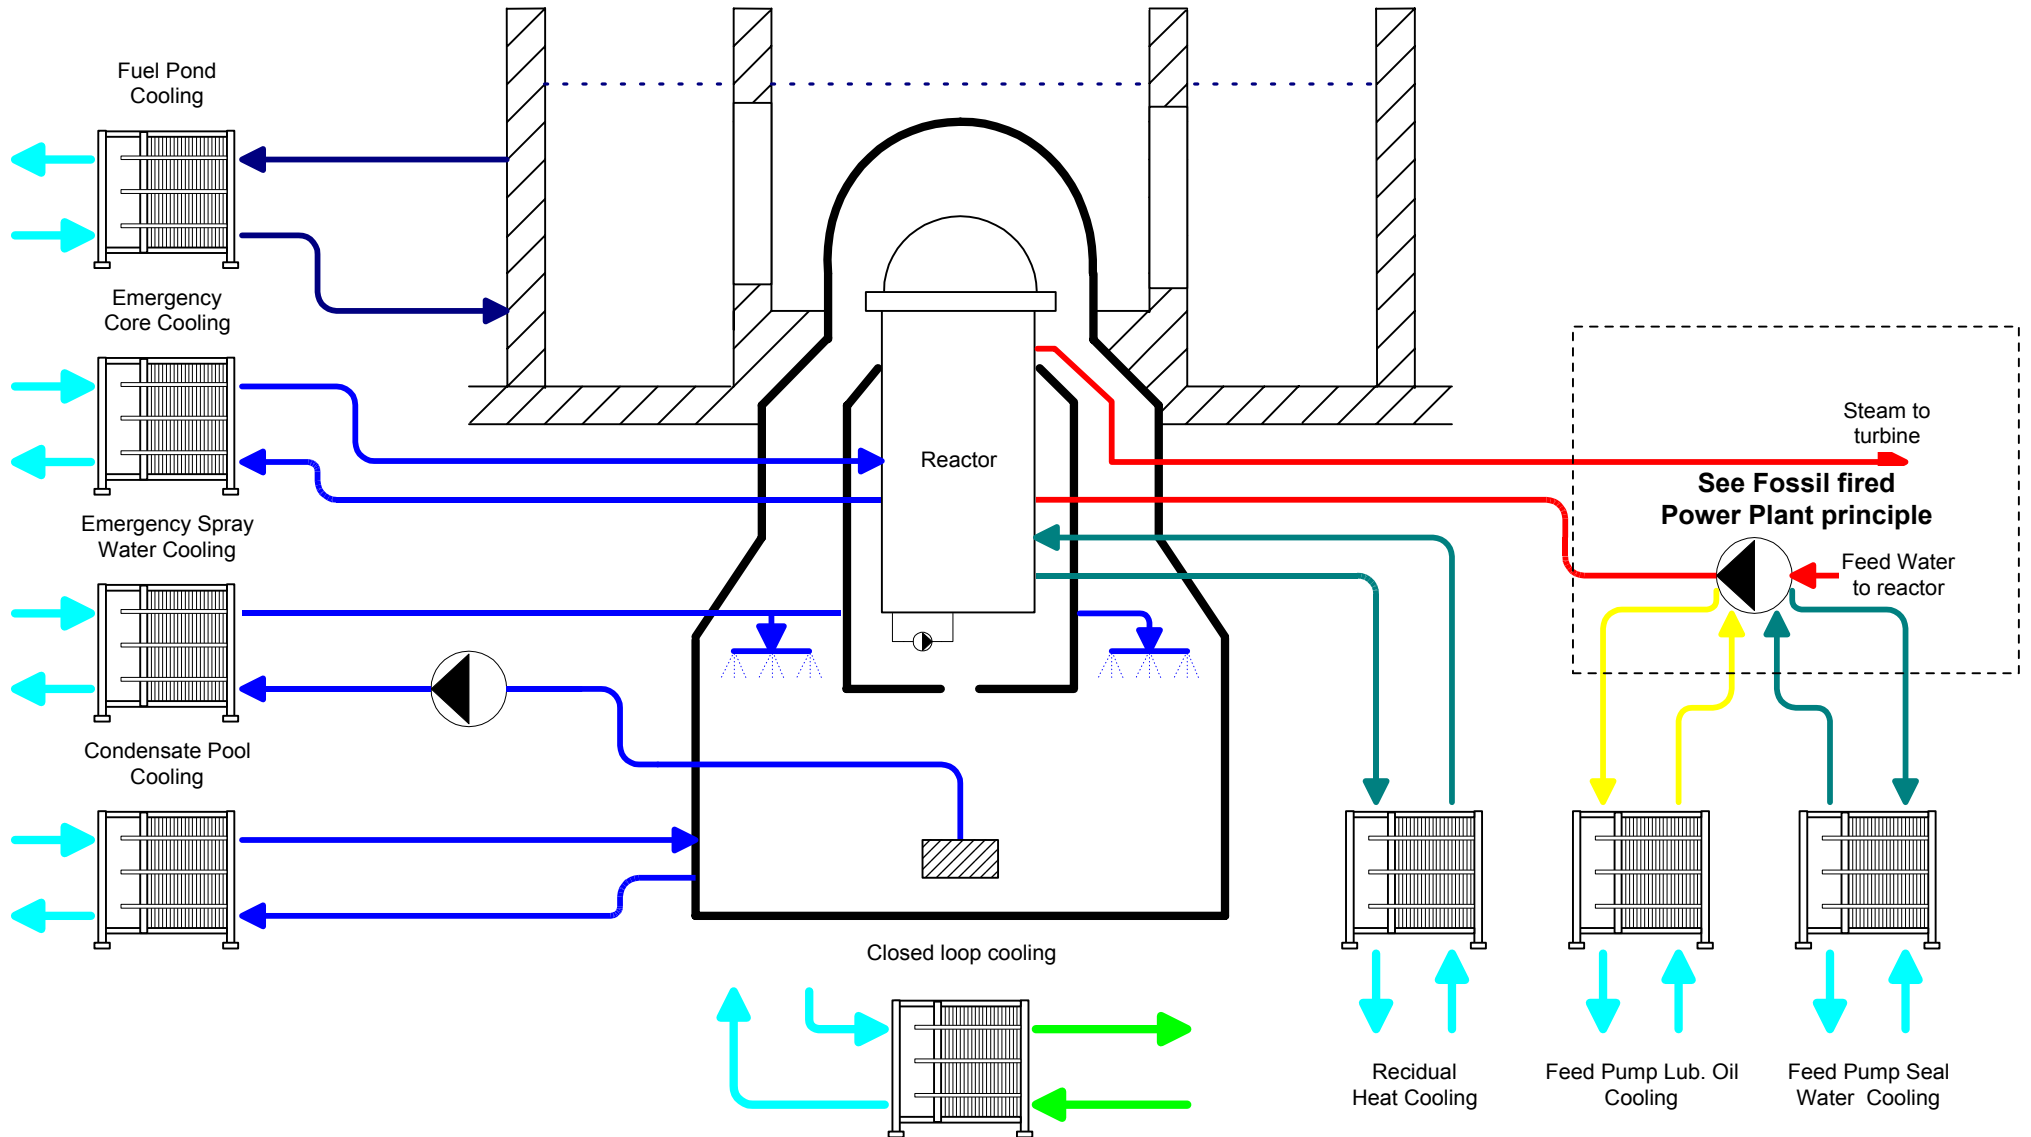 Fuel Pond
Cooling
Emergency
Core Cooling
Emergency Spray
Water Cooling
Condensate Pool
Cooling
Reactor
Steam to
turbine
See Fossil fired
Power Plant principle
Feed Water
to reactor
Closed loop cooling
Recidual
Heat Cooling
Feed Pump Lub. Oil
Cooling
Feed Pump Seal
Water Cooling